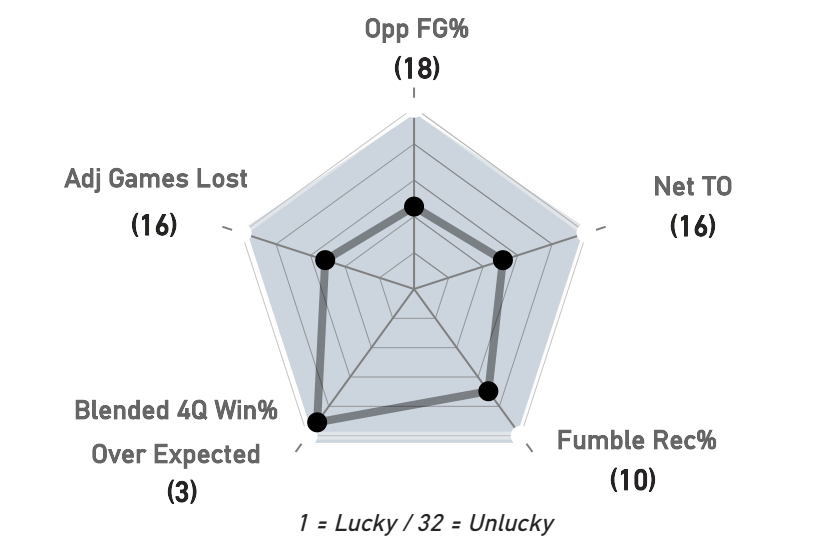 Opp FG%
(18)
Adj Games Lost
(16)
Net TO
(16)
Blended 4Q Win%
Over Expected
(3)
Fumble Rec%
(10)
1 = Lucky / 32 = Unlucky